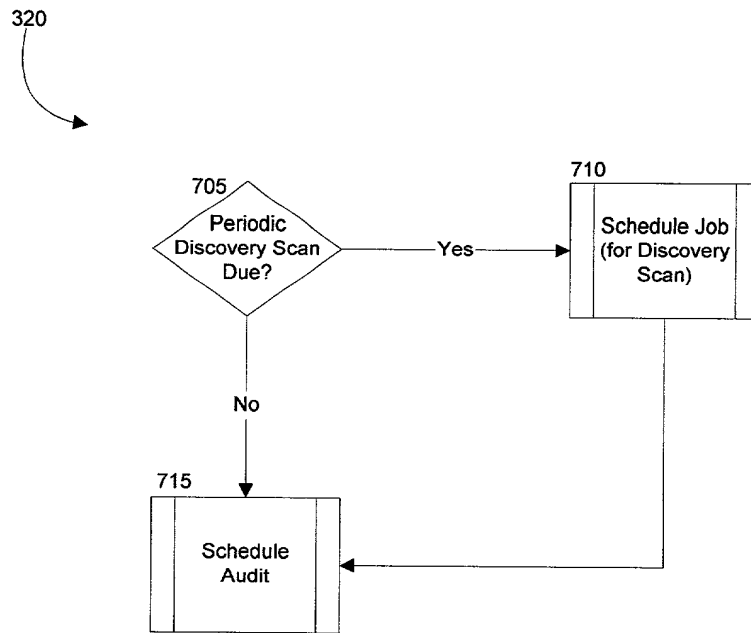 320
705
Periodic
Discovery Scan
Due?
Yes
710
Schedule Job
(for Discovery
Scan)
No
715
Schedule
Audit